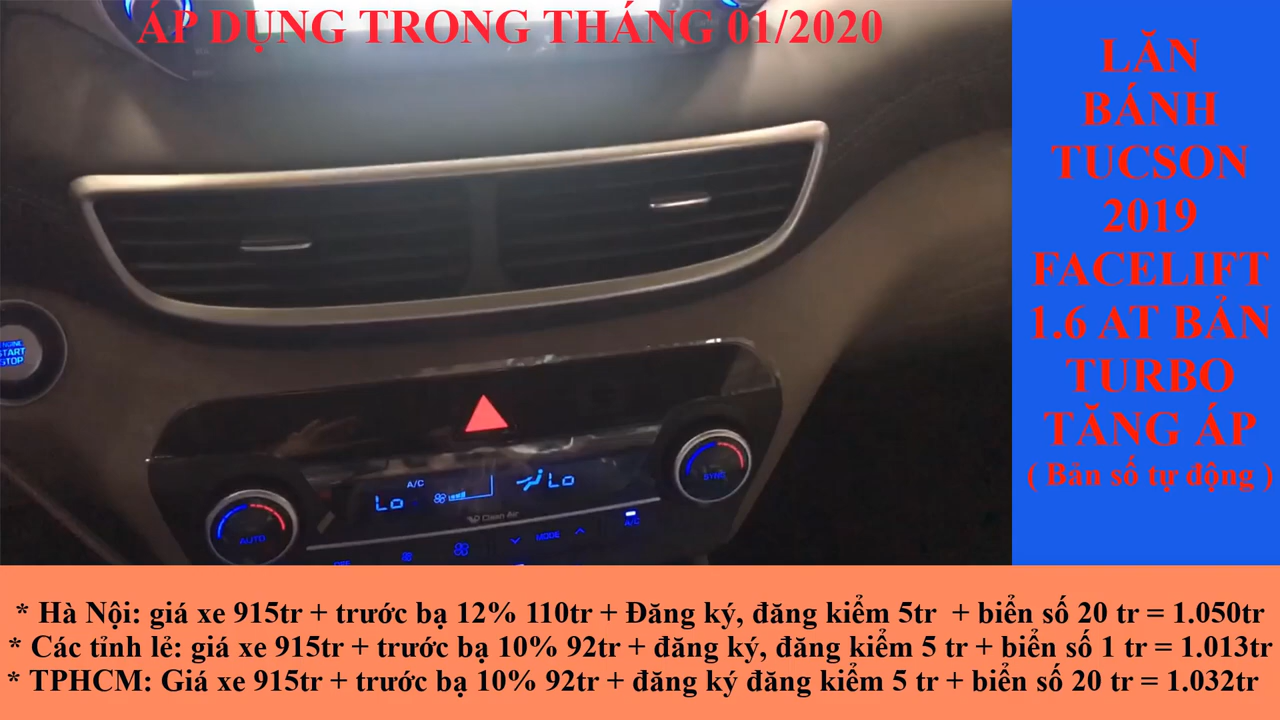 ÁP DỤNG TRONG THÁNG 01/2020
LĂN
BÁNH
TUCSON
2019
FACELIFT
1.6 AT BẢN
TURBO
TĂNG ÁP
( Bản số tự động )
ENGINE
START
STOP
A/C
Lo
Lo
Clean Air
AUTO
SYNC
OFF
MODE
A/C
* Hà Nội: giá xe 915tr + trước bạ 12% 110tr + Đăng ký, đăng kiểm 5tr + biển số 20 tr = 1.050tr
* Các tỉnh lẻ: giá xe 915tr + trước bạ 10% 92tr + đăng ký, đăng kiểm 5 tr + biển số 1 tr = 1.013tr
* TPHCM: Giá xe 915tr + trước bạ 10% 92tr + đăng ký đăng kiểm 5 tr + biển số 20 tr = 1.032tr